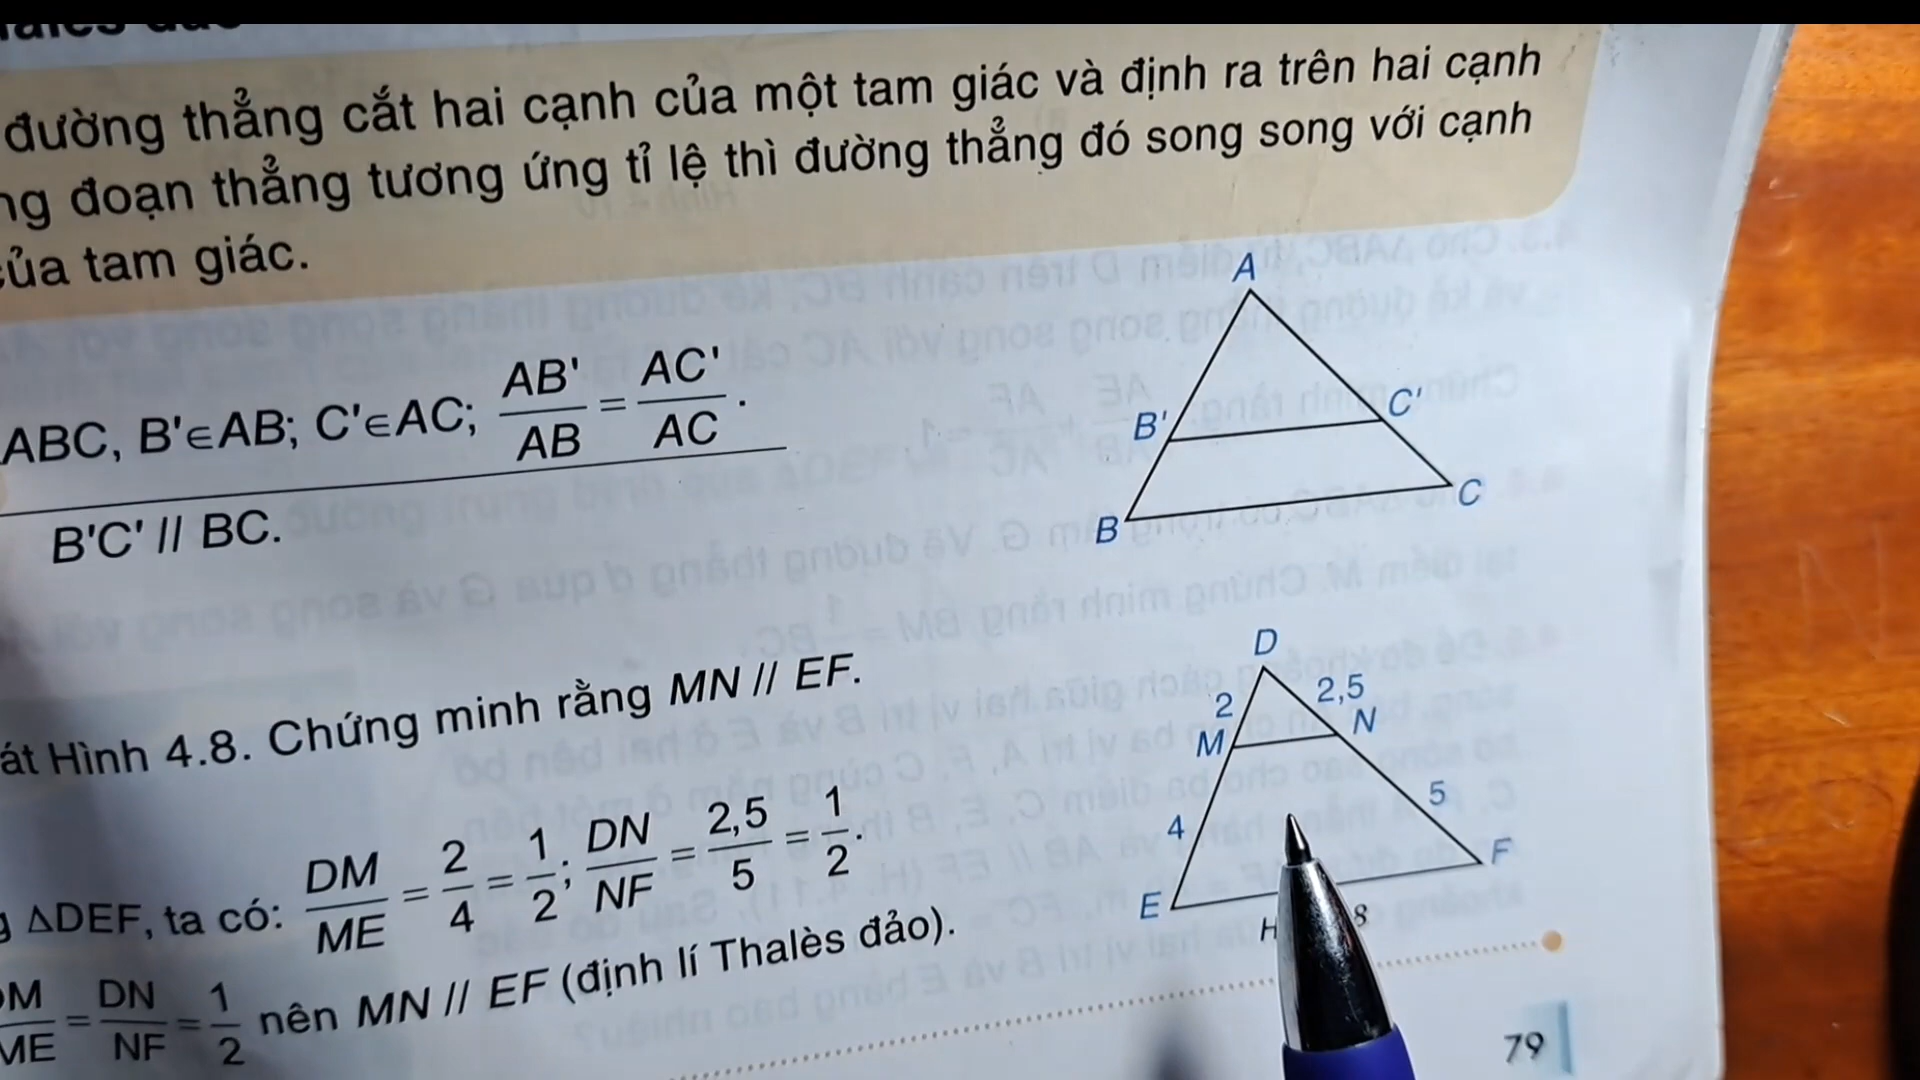 đường thẳng cắt hai cạnh của một tam giác và định ra trên hai cạnh
đoạn thẳng tương ứng tỉ lệ thì đường thẳng đó song song với cạnh
của tam giác.
ABC, B'∈AB; C'∈AC; AB'/AB = AC'/AC.
B'C' // BC.
A
B'
C'
B
C
Hình 4.8. Chứng minh rằng MN // EF.
D
2
2,5
M
N
4
5
E
F
8
ΔDEF, ta có: DM/ME = 2/4 = 1/2; DN/NF = 2,5/5 = 1/2.
DM/ME = DN/NF = 1/2 nên MN // EF (định lí Thalès đảo).
79